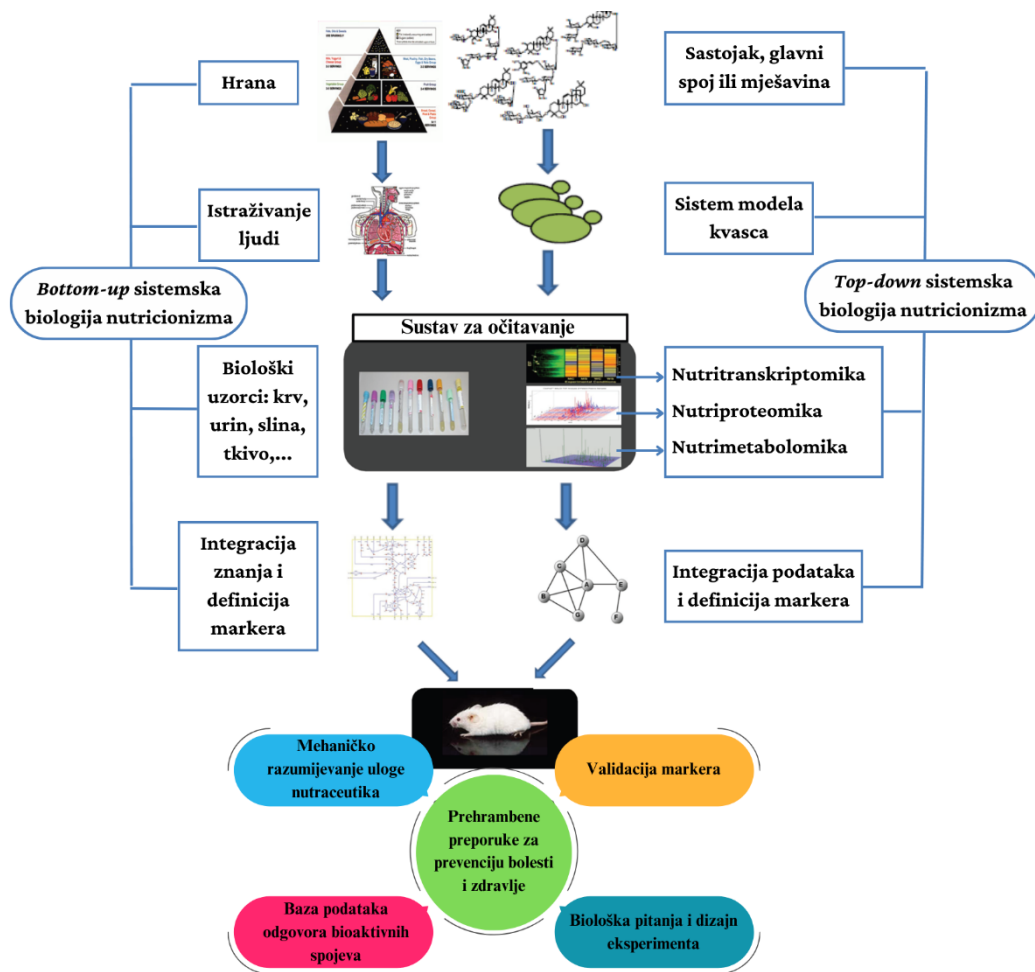 Hrana
Sastojak, glavni
spoj ili mješavina
Istraživanje
ljudi
Sistem modela
kvasca
Bottom-up sistemska
biologija nutricionizma
Top-down sistemska
biologija nutricionizma
Sustav za očitavanje
Biološki
uzorci: krv,
urin, slina,
tkivo,...
Nutritranskriptomika
Nutriproteomika
Nutrimetabolomika
Integracija
znanja i
definicija
markera
D
C
A
E
B
G
F
Integracija podataka
i definicija markera
Mehaničko
razumijevanje uloge
nutraceutika
Validacija markera
Prehrambene
preporuke za
prevenciju bolesti
i zdravlje
Baza podataka
odgovora bioaktivnih
spojeva
Biološka pitanja i dizajn
eksperimenta